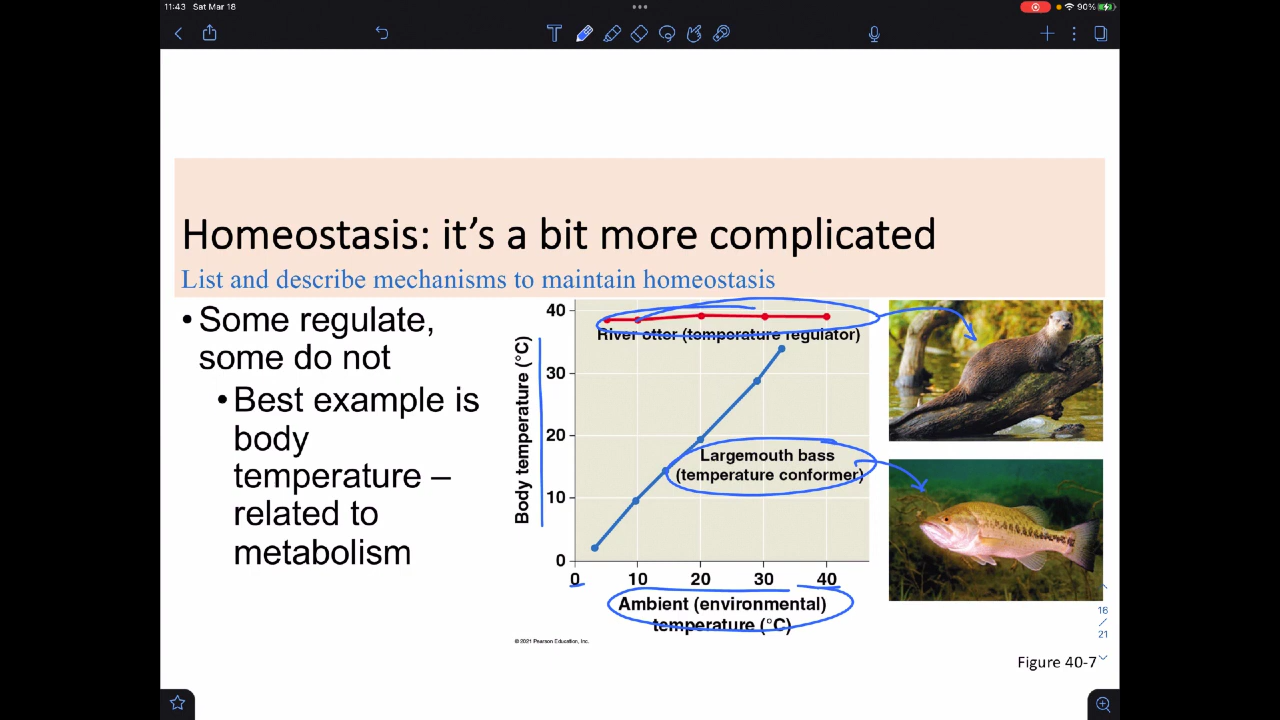 11:43 Sat Mar 18
90%
T
Homeostasis: it's a bit more complicated
List and describe mechanisms to maintain homeostasis
• Some regulate,
some do not
• Best example is
body
temperature –
related to
metabolism
Body temperature (°C)
40
30
20
10
0
River otter (temperature regulator)
Largemouth bass
(temperature conformer)
0 10 20 30 40
Ambient (environmental)
temperature (°C)
© 2021 Pearson Education, Inc.
16
/
21
Figure 40-7